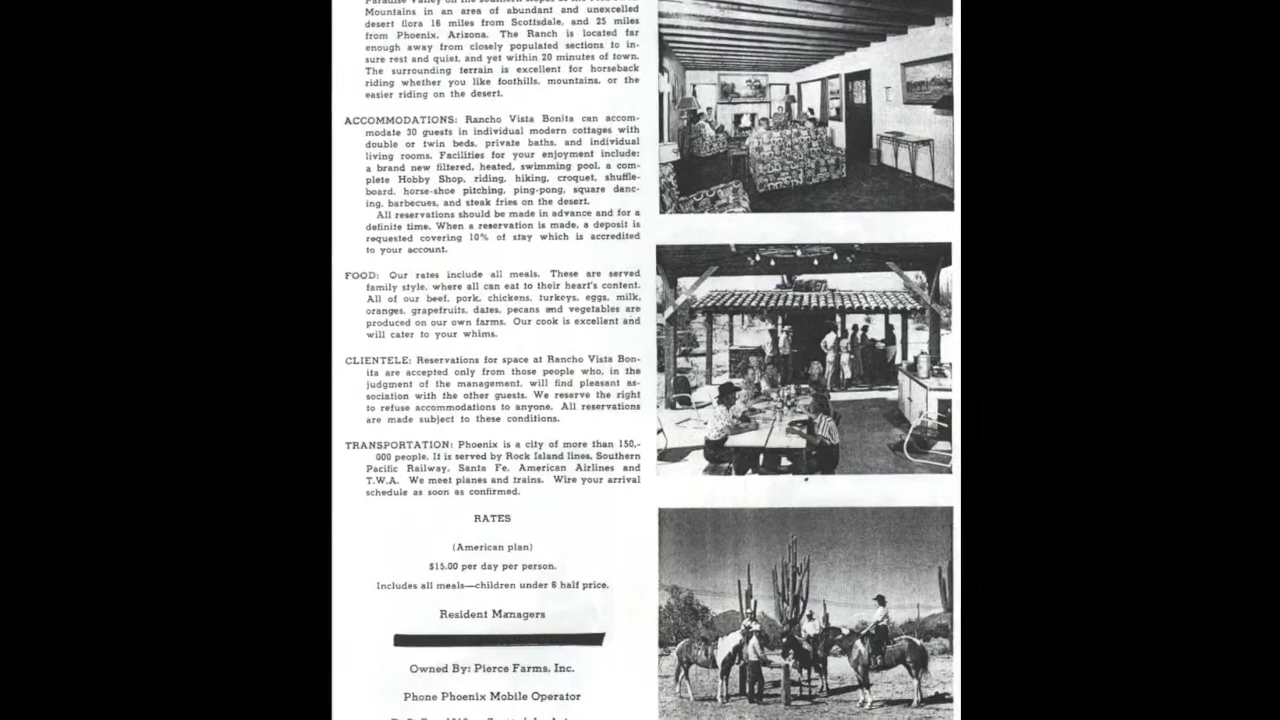 Paradise Valley on the southern slopes of the
Mountains in an area of abundant and unexcelled
desert flora 16 miles from Scottsdale, and 25 miles
from Phoenix, Arizona. The Ranch is located far
enough away from closely populated sections to in-
sure rest and quiet, and yet within 20 minutes of town.
The surrounding terrain is excellent for horseback
riding whether you like foothills, mountains, or the
easier riding on the desert.
ACCOMMODATIONS: Rancho Vista Bonita can accom-
modate 30 guests in individual modern cottages with
double or twin beds, private baths, and individual
living rooms. Facilities for your enjoyment include:
a brand new filtered, heated, swimming pool, a com-
plete Hobby Shop, riding, hiking, croquet, shuffle-
board, horse-shoe pitching, ping-pong, square danc-
ing, barbecues, and steak fries on the desert.
All reservations should be made in advance and for a
definite time. When a reservation is made, a deposit is
requested covering 10% of stay which is accredited
to your account.
FOOD: Our rates include all meals. These are served
family style, where all can eat to their heart's content.
All of our beef, pork, chickens, turkeys, eggs, milk,
oranges, grapefruits, dates, pecans and vegetables are
produced on our own farms. Our cook is excellent and
will cater to your whims.
CLIENTELE: Reservations for space at Rancho Vista Bon-
ita are accepted only from those people who, in the
judgment of the management, will find pleasant as-
sociation with the other guests. We reserve the right
to refuse accommodations to anyone. All reservations
are made subject to these conditions.
TRANSPORTATION: Phoenix is a city of more than 150,-
000 people. It is served by Rock Island lines, Southern
Pacific Railway, Santa Fe, American Airlines and
T.W.A. We meet planes and trains. Wire your arrival
schedule as soon as confirmed.
RATES
(American plan)
$15.00 per day per person.
Includes all meals—children under 6 half price.
Resident Managers
Owned By: Pierce Farms, Inc.
Phone Phoenix Mobile Operator